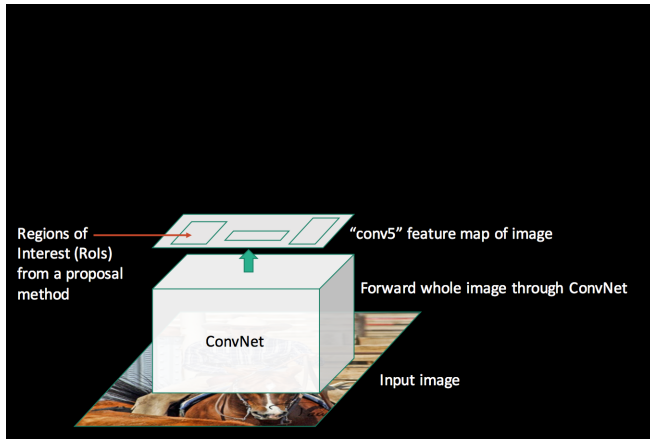 Regions of
Interest (RoIs)
from a proposal
method
"conv5" feature map of image
Forward whole image through ConvNet
ConvNet
Input image